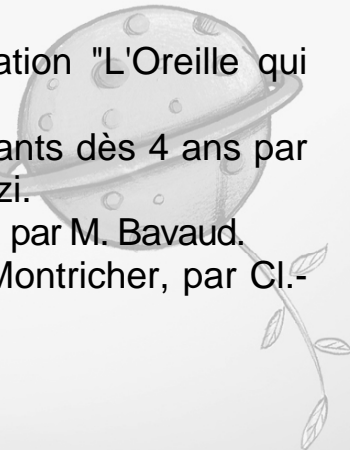 ation "L'Oreille qui
ants dès 4 ans par
zi.
par M. Bavaud.
Montricher, par Cl.-